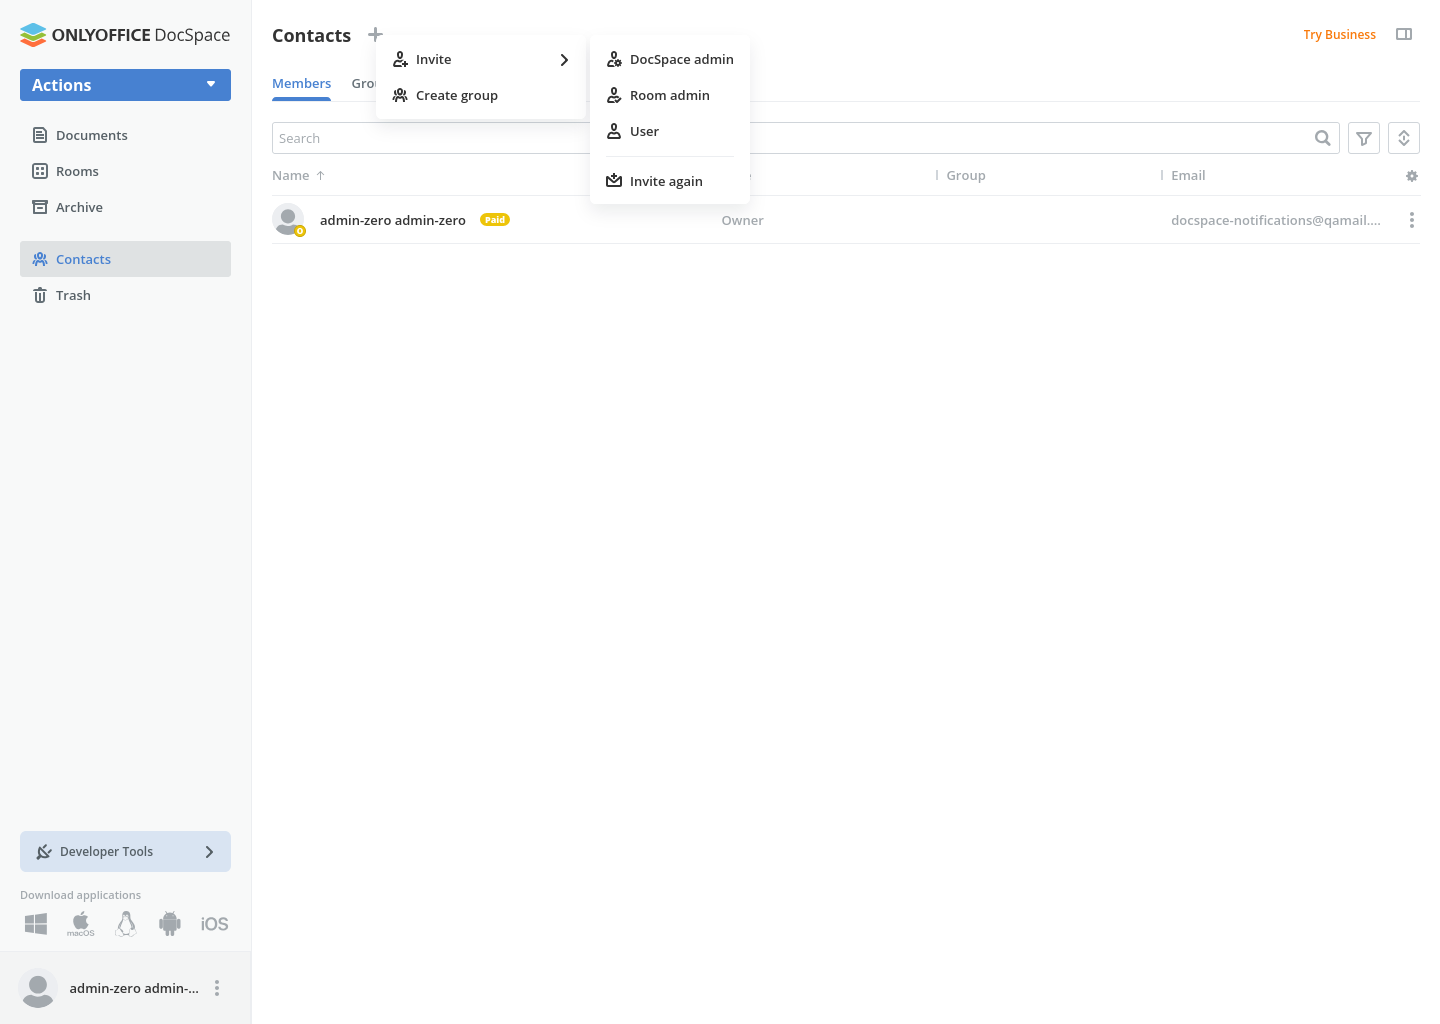 ONLYOFFICE DocSpace
Actions
Documents
Rooms
Archive
Contacts
Trash
Developer Tools
Download applications
macOS
iOS
admin-zero admin-...
Contacts
Try Business
Members
Invite
Create group
DocSpace admin
Room admin
User
Invite again
Search
Name
Group
Email
admin-zero admin-zero
Paid
Owner
docspace-notifications@qamail....